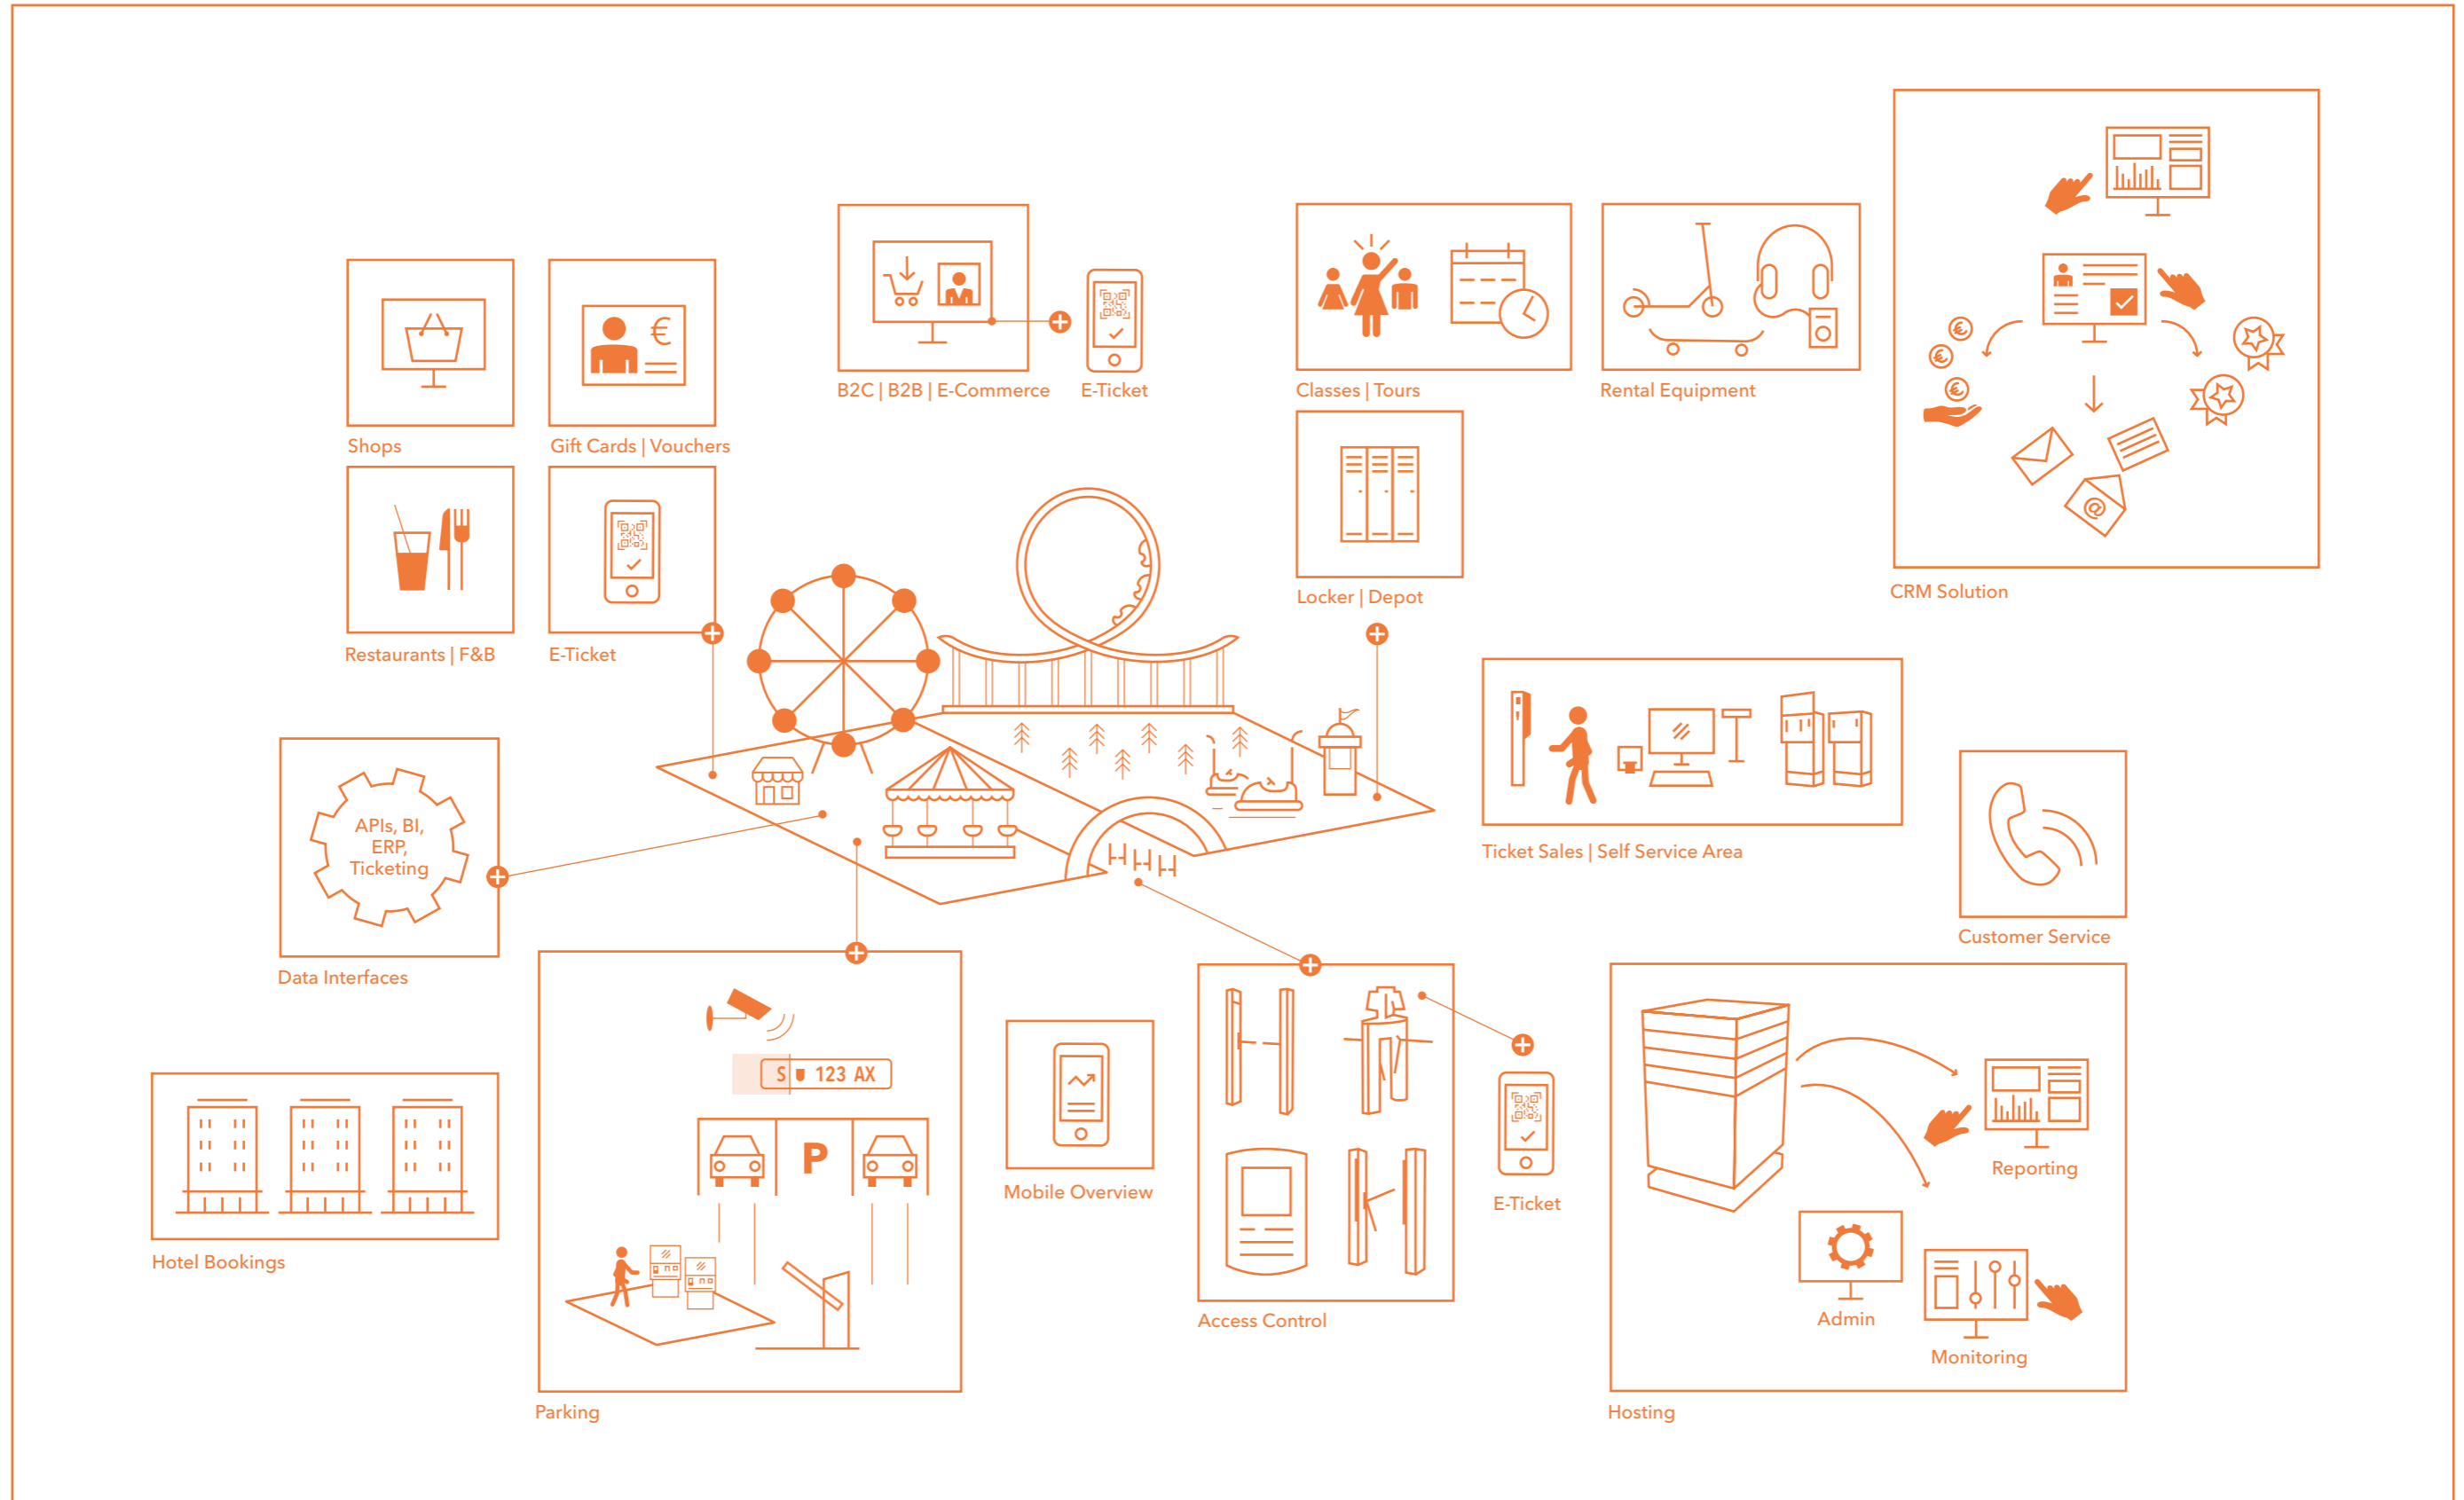 B2C | B2B | E-Commerce
E-Ticket
Classes | Tours
Rental Equipment
Shops
€
Gift Cards | Vouchers
Restaurants | F&B
E-Ticket
Locker | Depot
€
€
€
@
CRM Solution
APIs, BI,
ERP,
Ticketing
Data Interfaces
Ticket Sales | Self Service Area
Customer Service
Hotel Bookings
S 123 AX
P
Parking
Mobile Overview
Access Control
E-Ticket
Reporting
Admin
Monitoring
Hosting